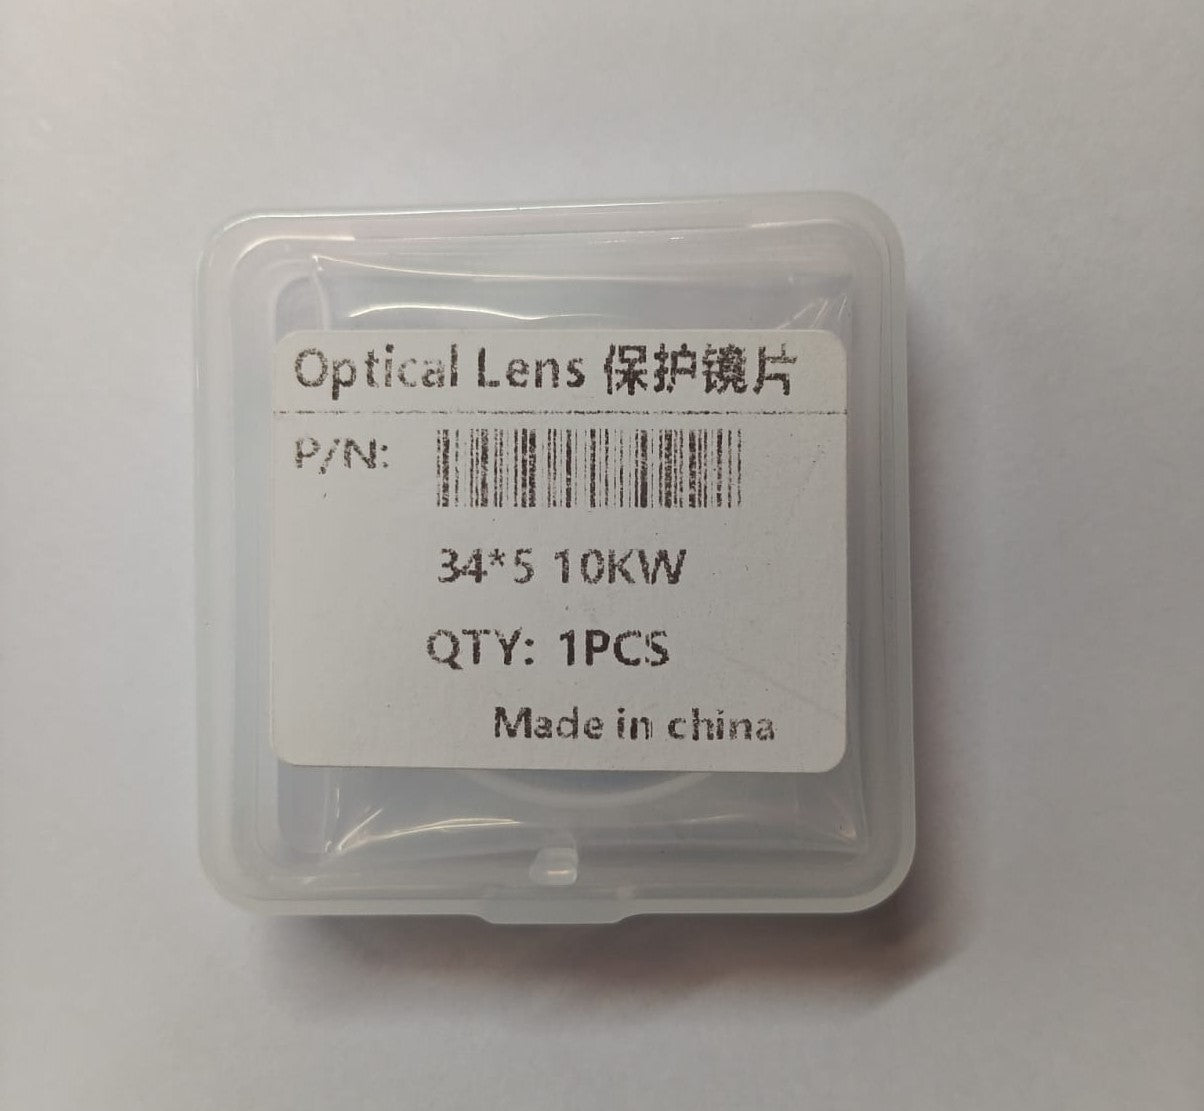 Optical Lens 保护镜片
P/N:
34*5 10KW
QTY: 1PCS
Made in china